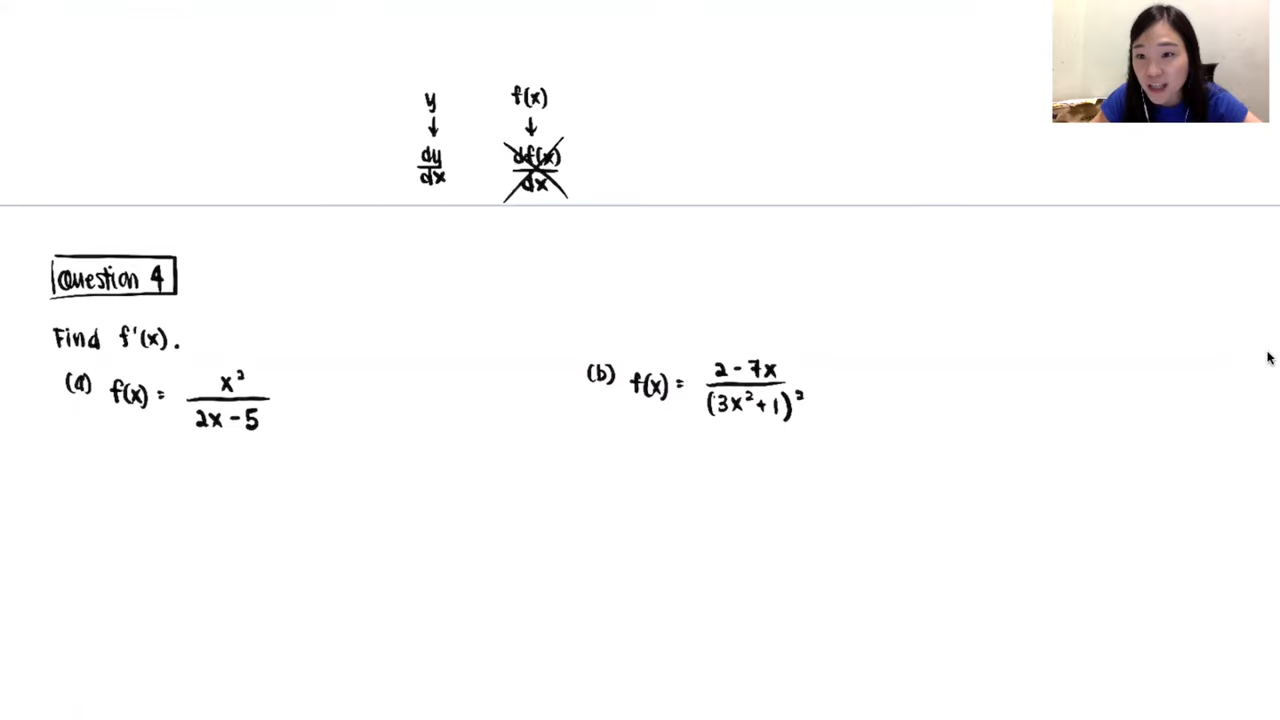 y f(x)
↓ ↓
dy/dx df(x)/dx
Question 4
Find f'(x).
(a) f(x) = x²/(2x - 5)
(b) f(x) = (2 - 7x)/(3x² + 1)²